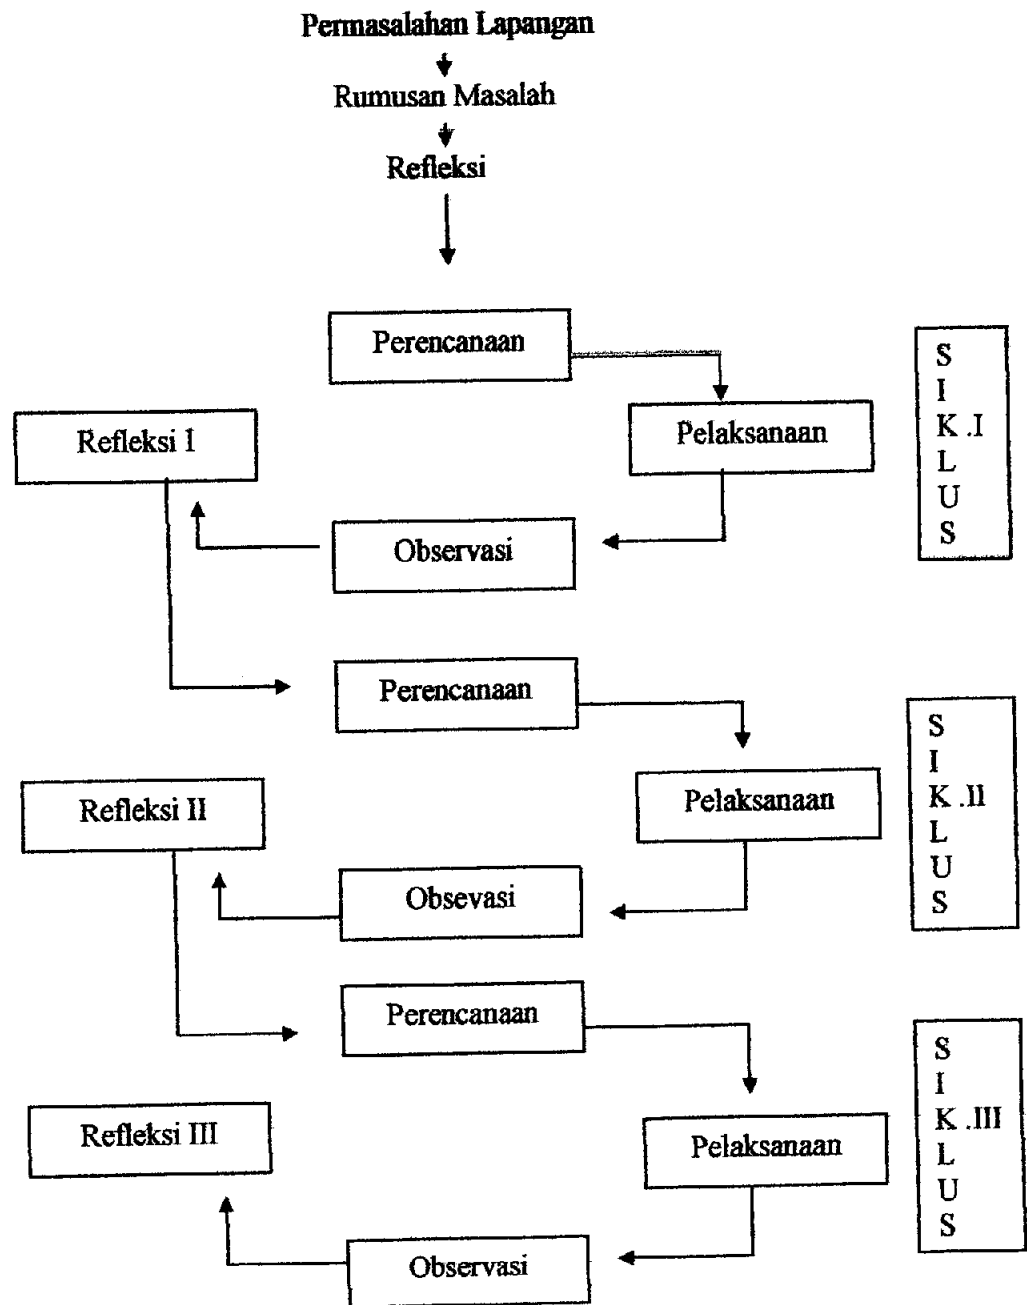 Permasalahan Lapangan
Rumusan Masalah
Refleksi
Perencanaan
Pelaksanaan
Observasi
Refleksi I
S
I
K .I
L
U
S
Perencanaan
Pelaksanaan
Obsevasi
Refleksi II
S
I
K .II
L
U
S
Perencanaan
Pelaksanaan
Observasi
Refleksi III
S
I
K .III
L
U
S